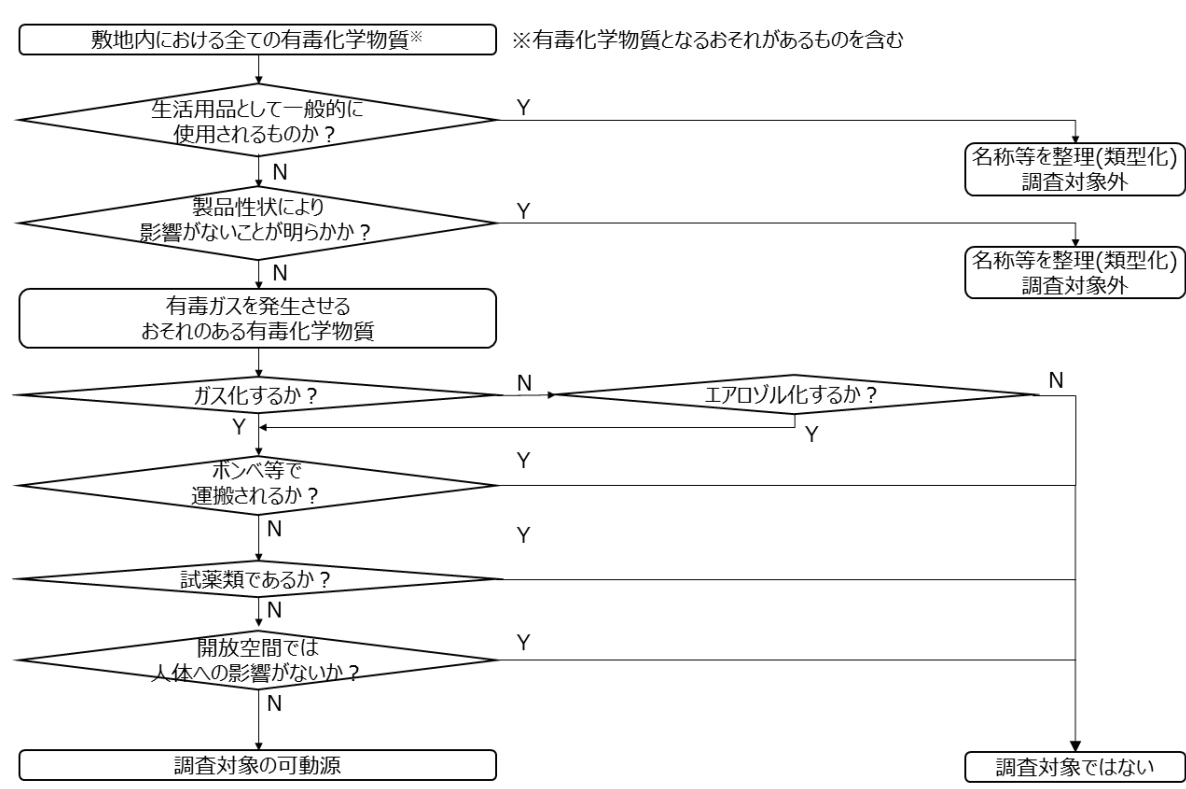 敷地内における全ての有毒化学物質※
※有毒化学物質となるおそれがあるものを含む
生活用品として一般的に
使用されるものか？
Y
名称等を整理(類型化)
調査対象外
N
製品性状により
影響がないことが明らかか？
Y
名称等を整理(類型化)
調査対象外
N
有毒ガスを発生させる
おそれのある有毒化学物質
ガス化するか？
N
エアロゾル化するか？
N
Y
Y
ボンベ等で
運搬されるか？
Y
N
Y
試薬類であるか？
N
開放空間では
人体への影響がないか？
Y
N
調査対象の可動源
調査対象ではない